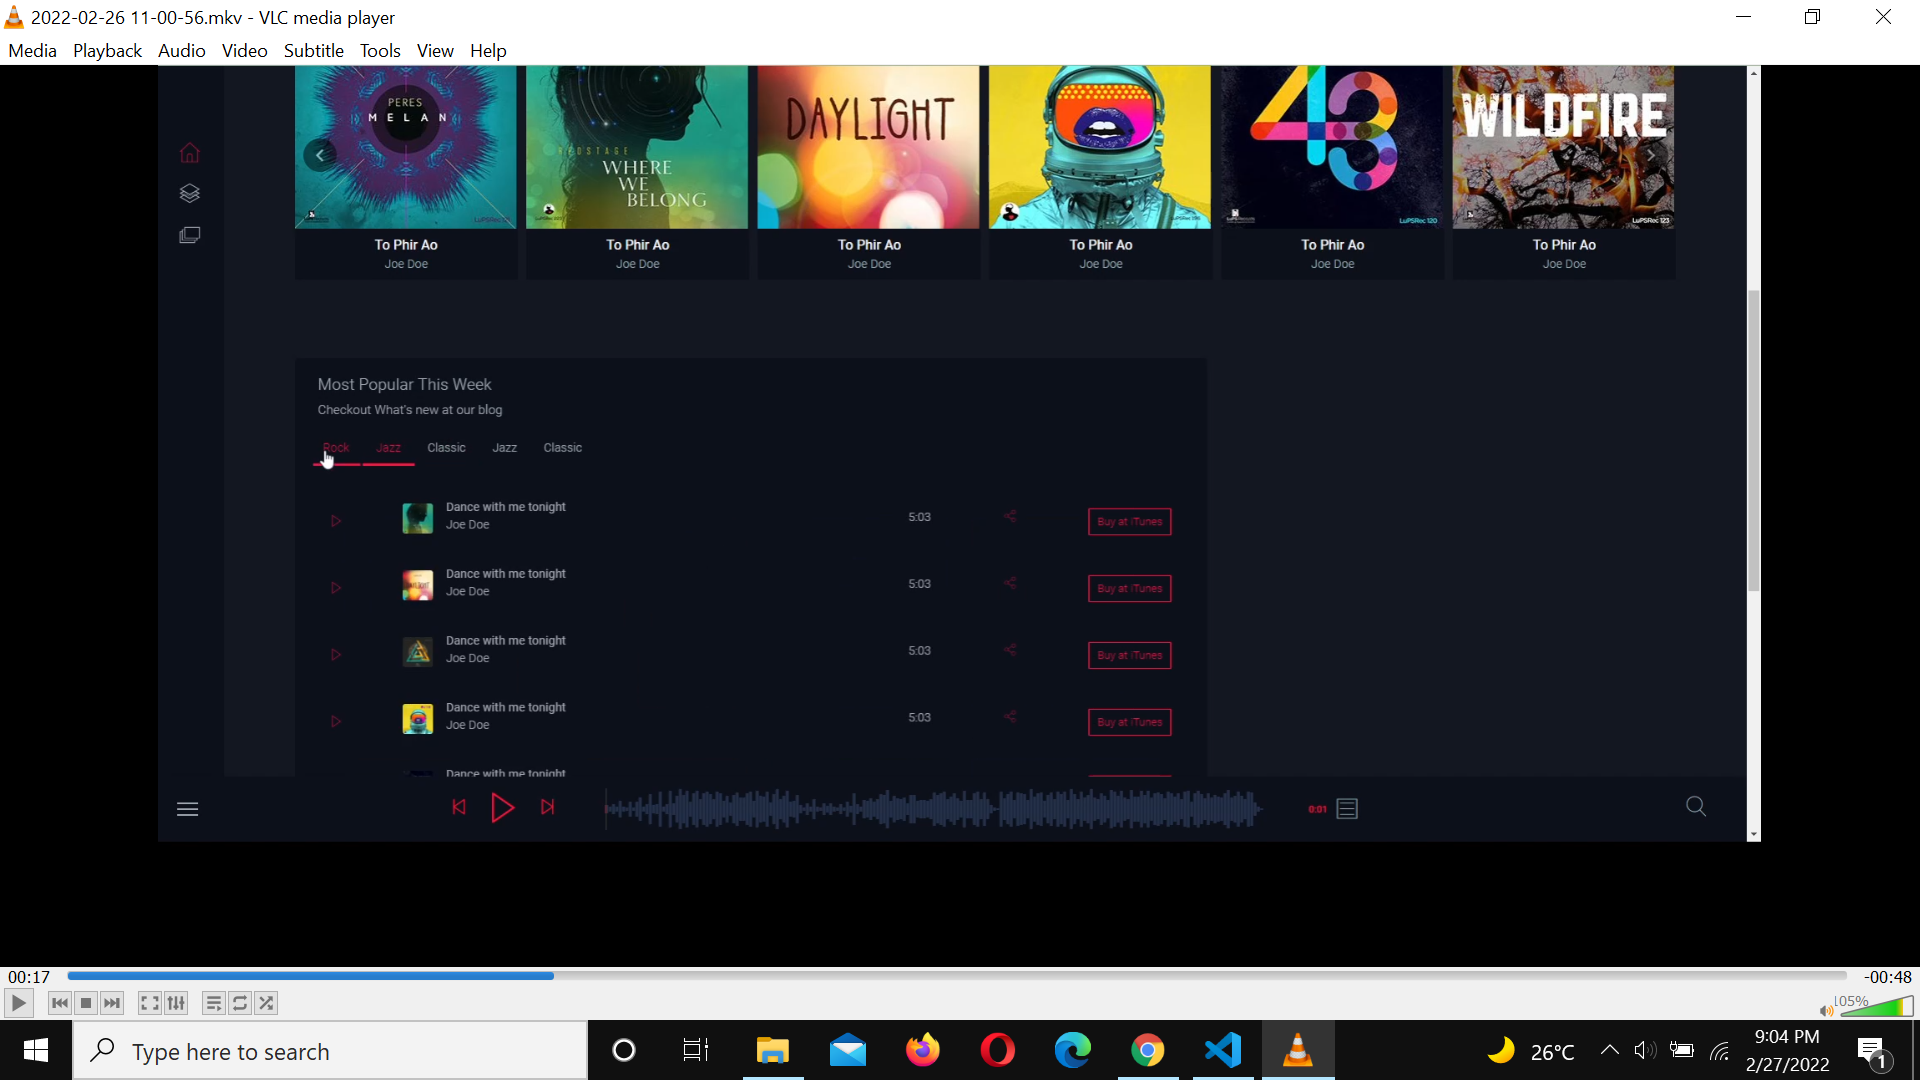 2022-02-26 11-00-56.mkv - VLC media player
Media Playback Audio Video Subtitle Tools View Help
PERES
MELAN
REDSTAGE
WHERE
WE
BELONG
DAYLIGHT
43
WILDFIRE
LuPSRec 120
LuPSRec 123
To Phir Ao
Joe Doe
To Phir Ao
Joe Doe
To Phir Ao
Joe Doe
To Phir Ao
Joe Doe
To Phir Ao
Joe Doe
To Phir Ao
Joe Doe
Most Popular This Week
Checkout What's new at our blog
Rock Jazz Classic Jazz Classic
Dance with me tonight
Joe Doe
5:03
Buy at iTunes
Dance with me tonight
Joe Doe
5:03
Buy at iTunes
Dance with me tonight
Joe Doe
5:03
Buy at iTunes
Dance with me tonight
Joe Doe
5:03
Buy at iTunes
Dance with me tonight
0:01
00:17
-00:48
105%
Type here to search
26°C
9:04 PM
2/27/2022
1